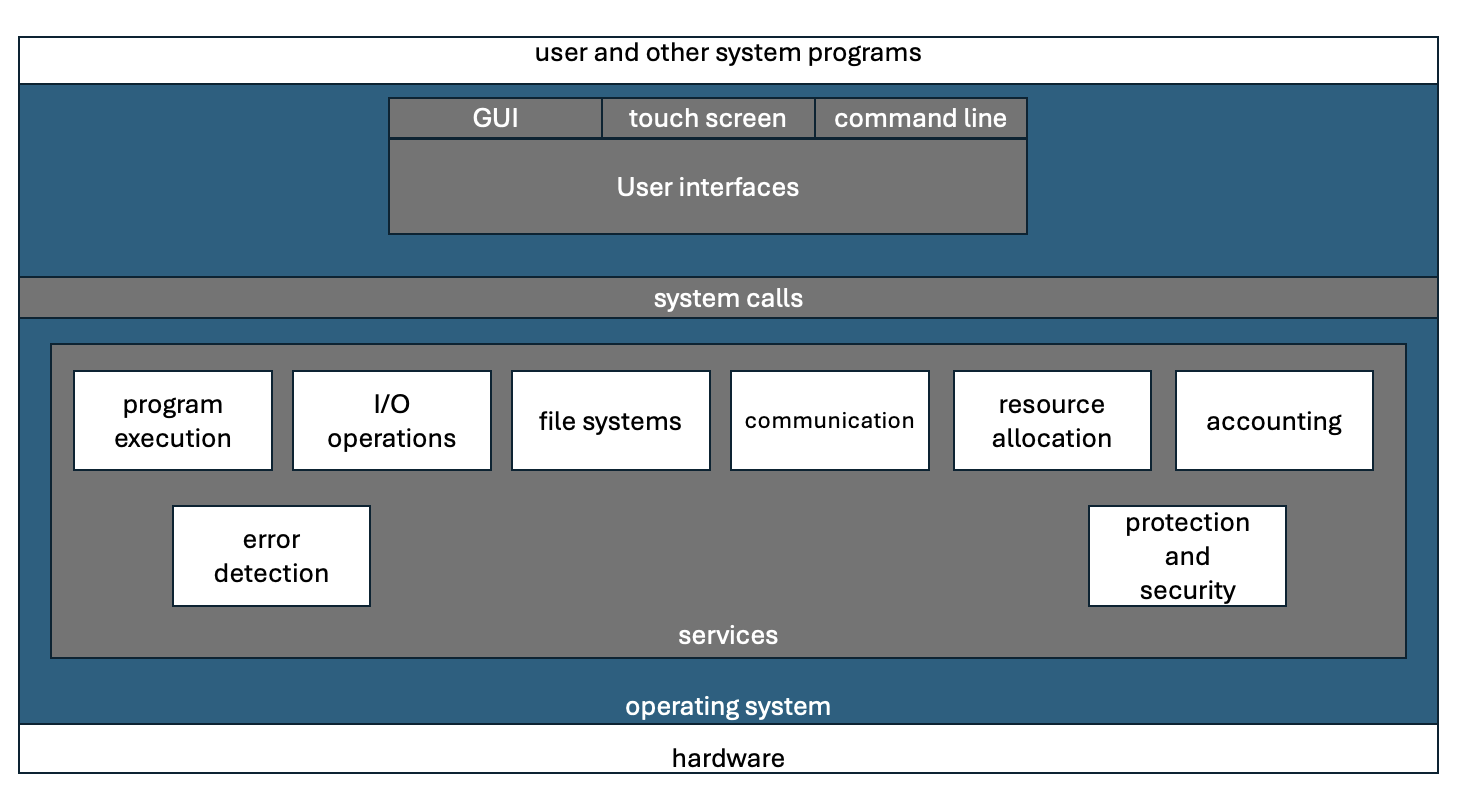 user and other system programs
GUI
touch screen
command line
User interfaces
system calls
program
execution
I/O
operations
file systems
communication
resource
allocation
accounting
error
detection
protection
and
security
services
operating system
hardware